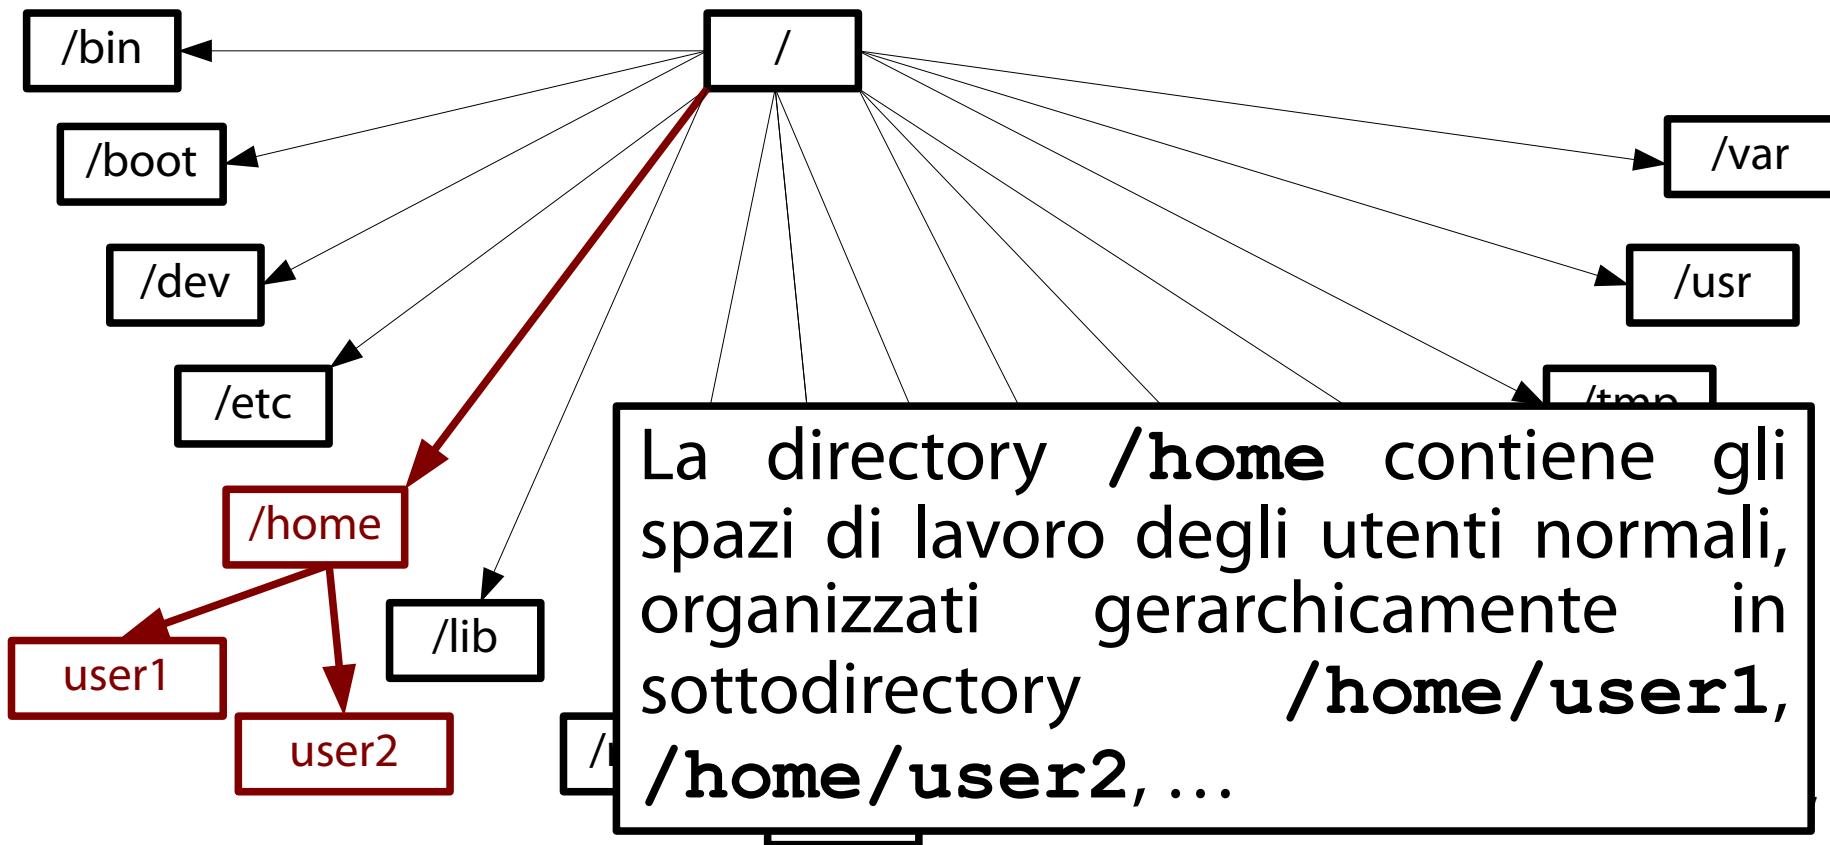 /bin
/
/boot
/var
/dev
/usr
/etc
/tmp
La directory /home contiene gli
spazi di lavoro degli utenti normali,
organizzati gerarchicamente in
sottodirectory /home/user1,
/home/user2, ...
/home
/lib
user1
user2